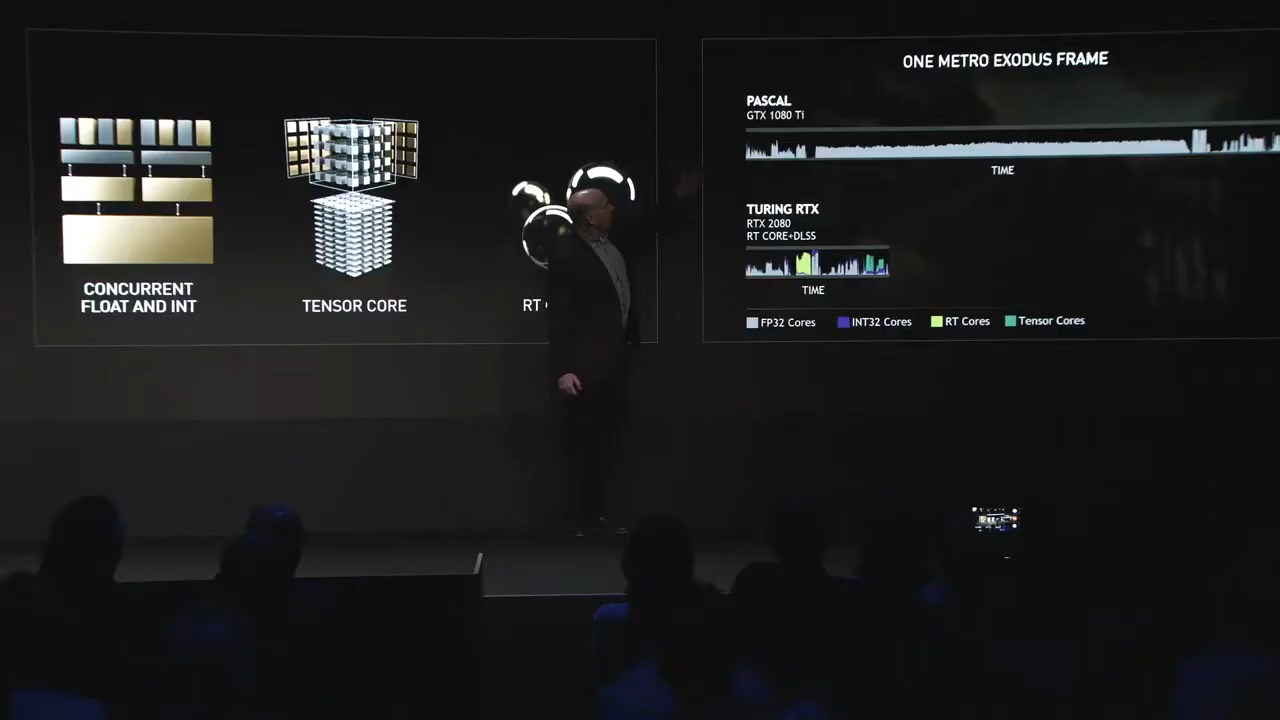 CONCURRENT
FLOAT AND INT
TENSOR CORE
RT
ONE METRO EXODUS FRAME
PASCAL
GTX 1080 Ti
TIME
TURING RTX
RTX 2080
RT CORE+DLSS
TIME
FP32 Cores
INT32 Cores
RT Cores
Tensor Cores